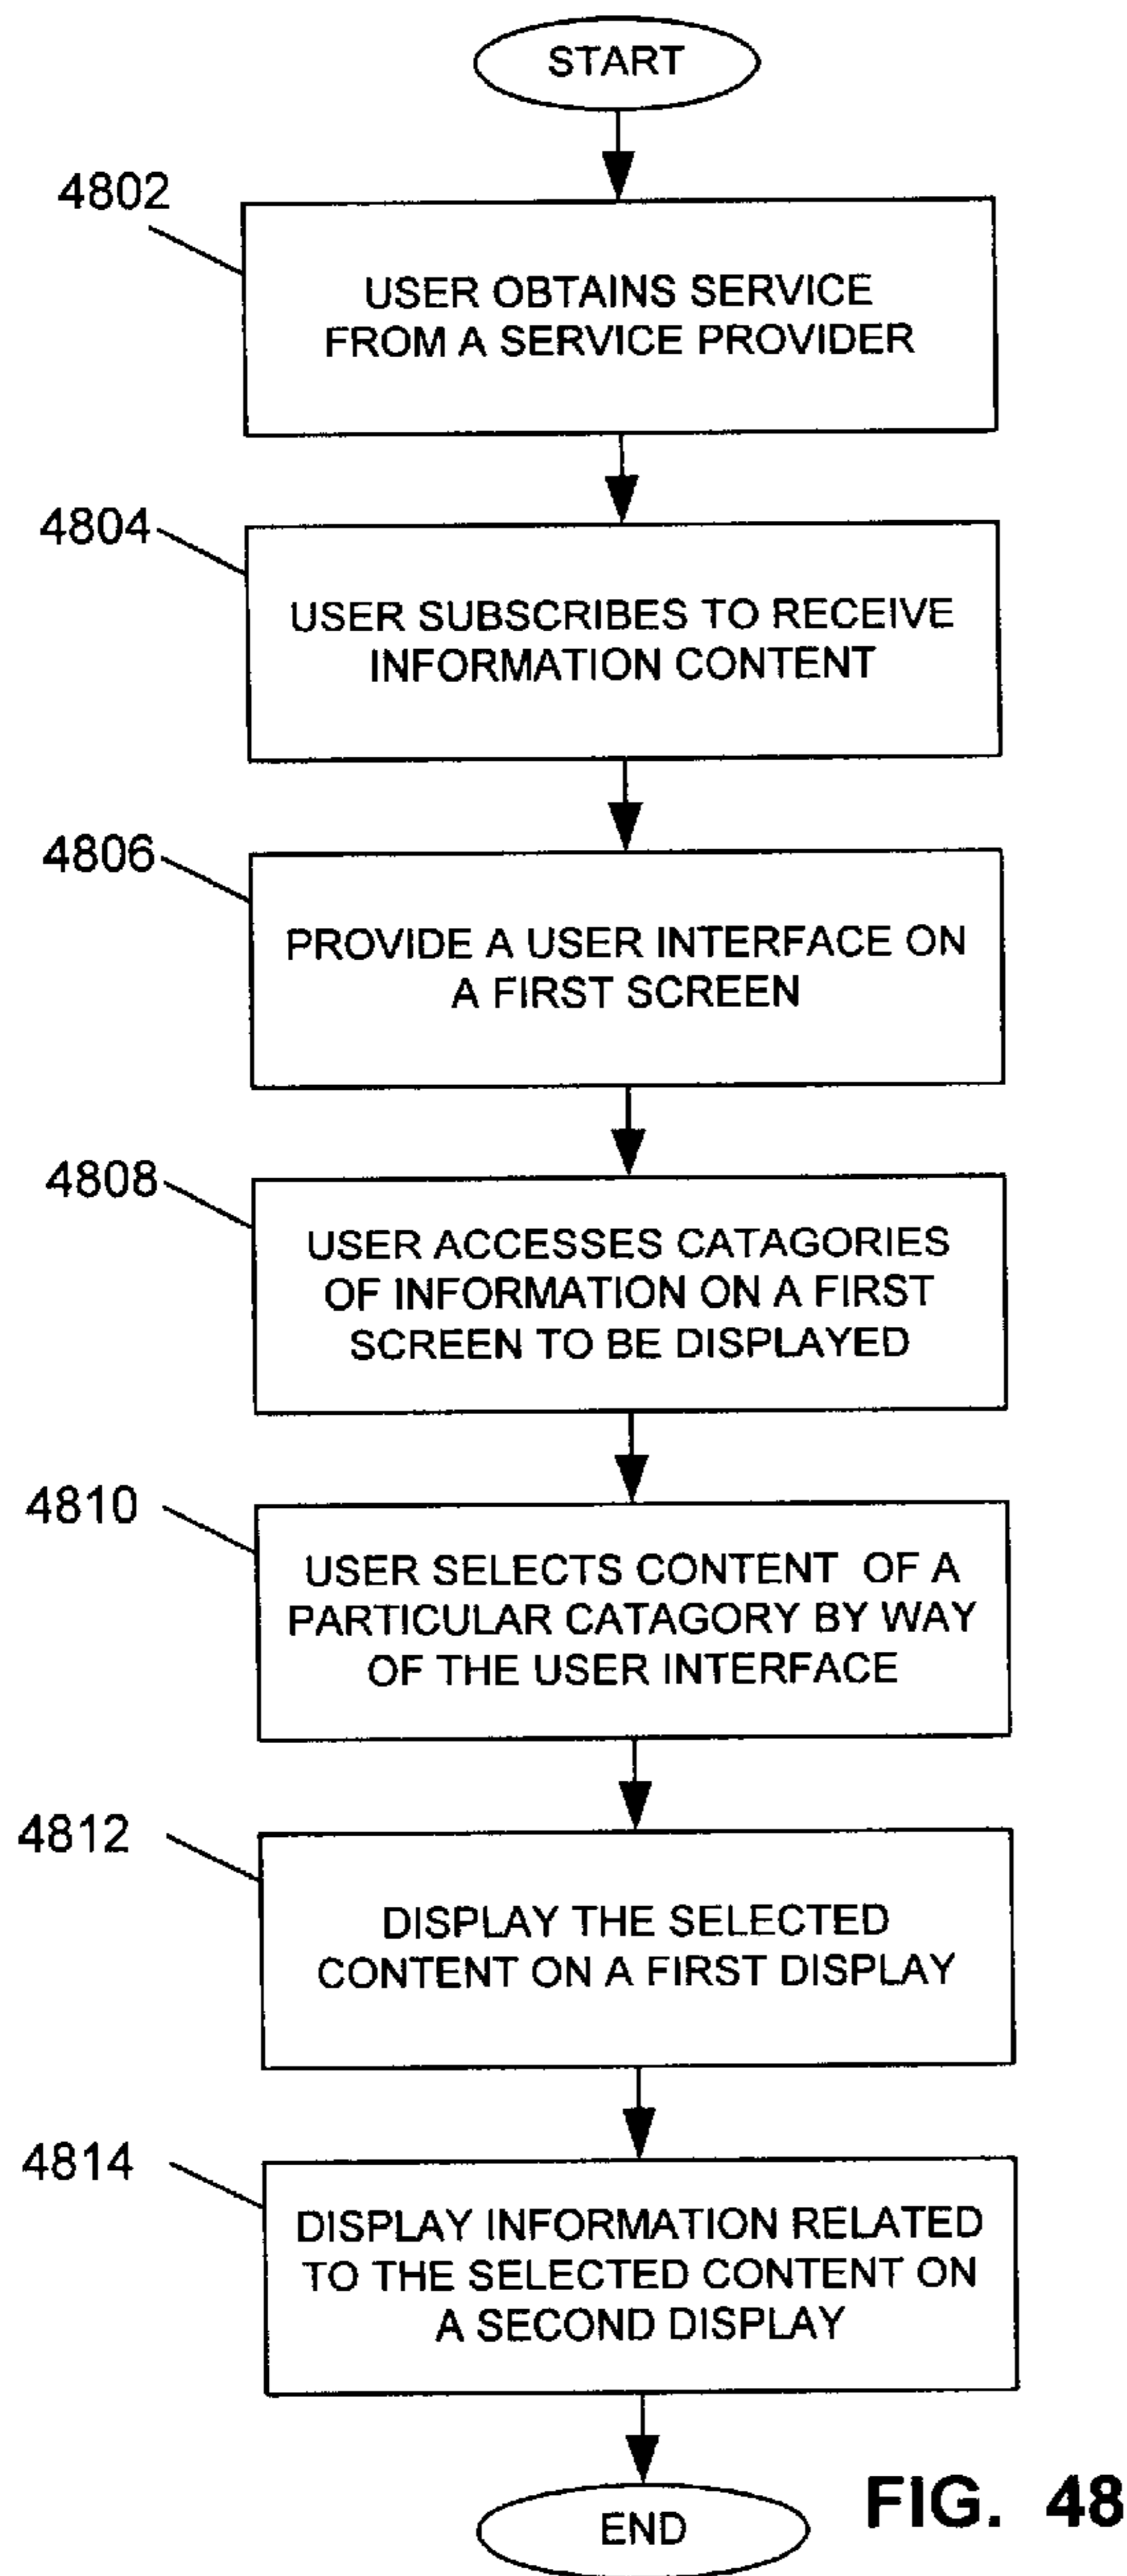 START
4802
USER OBTAINS SERVICE
FROM A SERVICE PROVIDER
4804
USER SUBSCRIBES TO RECEIVE
INFORMATION CONTENT
4806
PROVIDE A USER INTERFACE ON
A FIRST SCREEN
4808
USER ACCESSES CATAGORIES
OF INFORMATION ON A FIRST
SCREEN TO BE DISPLAYED
4810
USER SELECTS CONTENT OF A
PARTICULAR CATAGORY BY WAY
OF THE USER INTERFACE
4812
DISPLAY THE SELECTED
CONTENT ON A FIRST DISPLAY
4814
DISPLAY INFORMATION RELATED
TO THE SELECTED CONTENT ON
A SECOND DISPLAY
END
FIG. 48